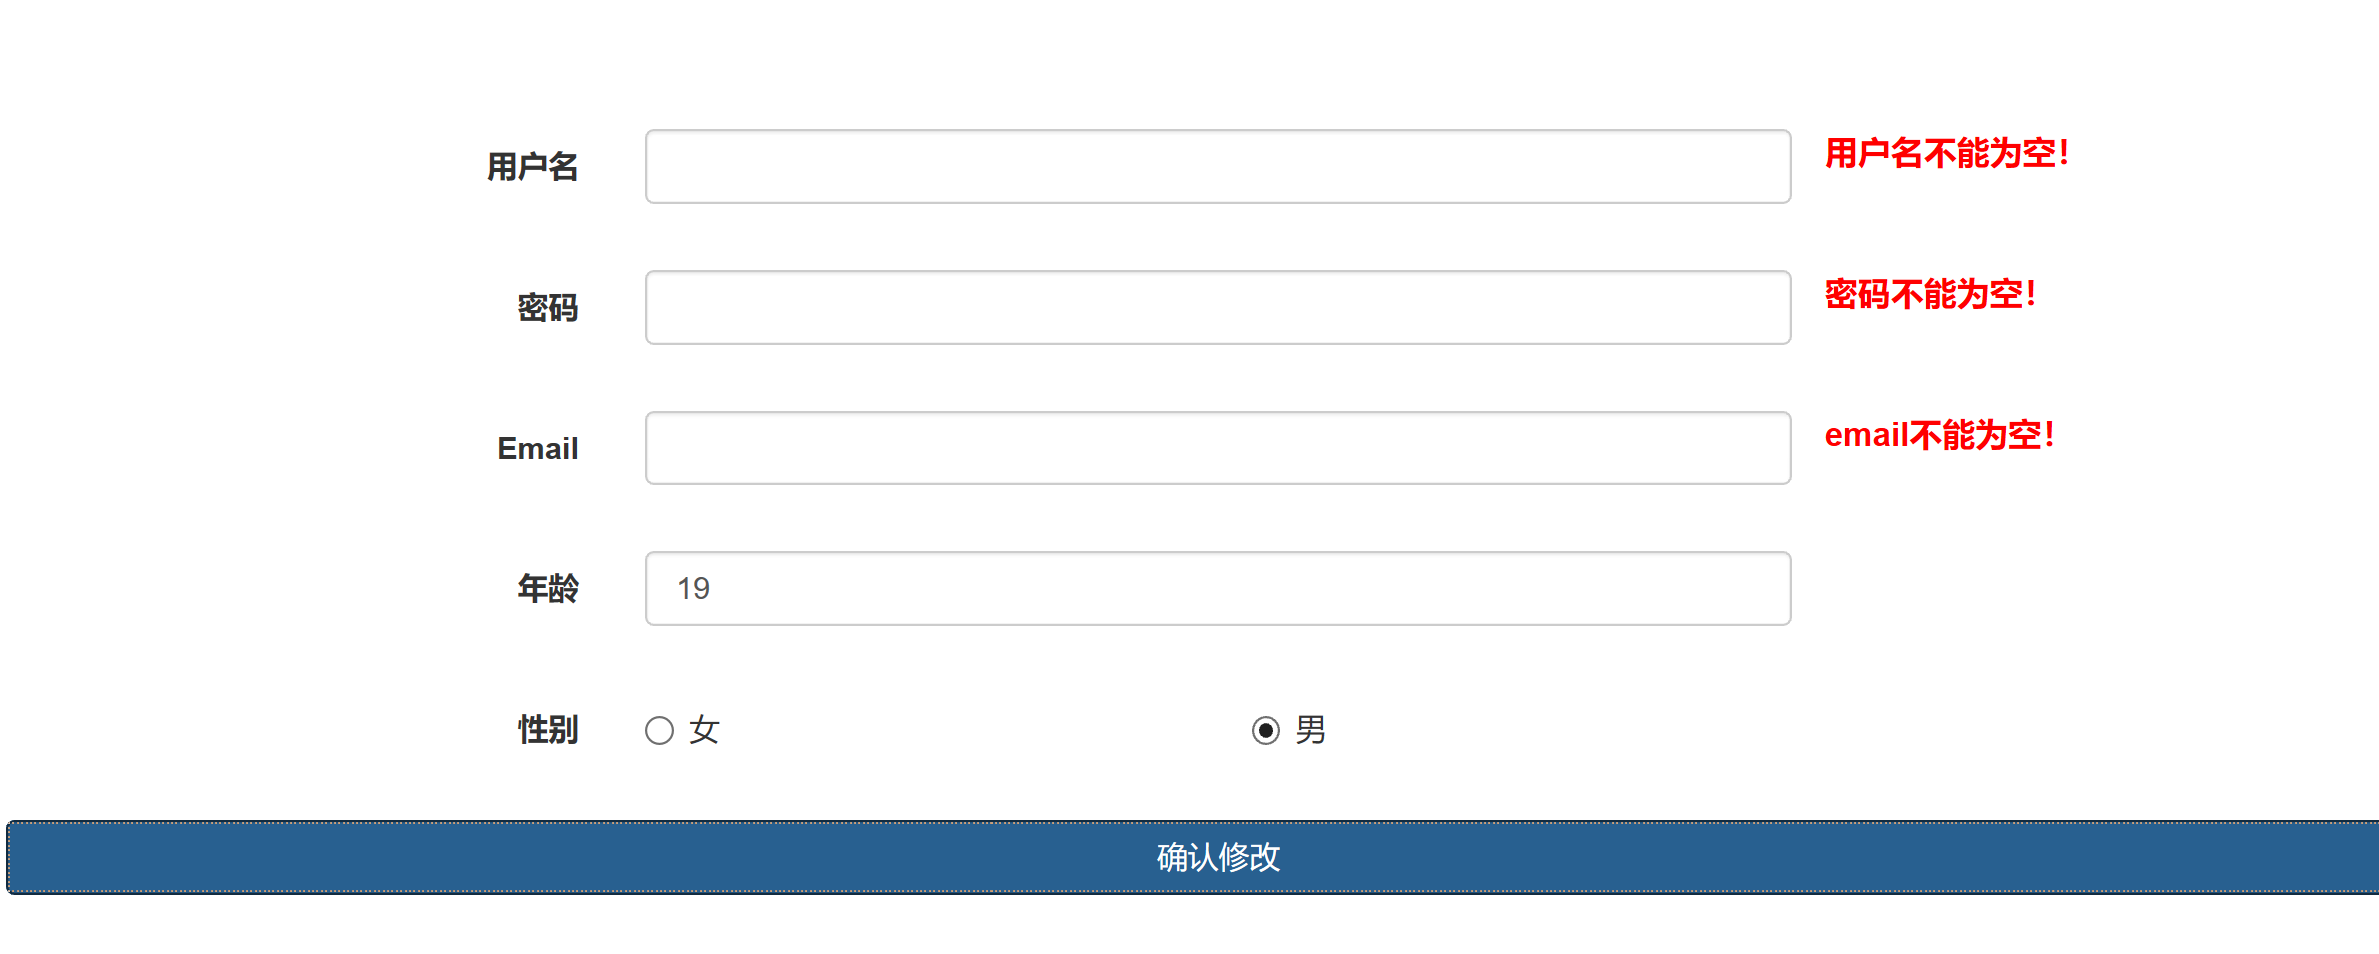 用户名 用户名不能为空！
密码 密码不能为空！
Email email不能为空！
年龄 19
性别 女 男
确认修改